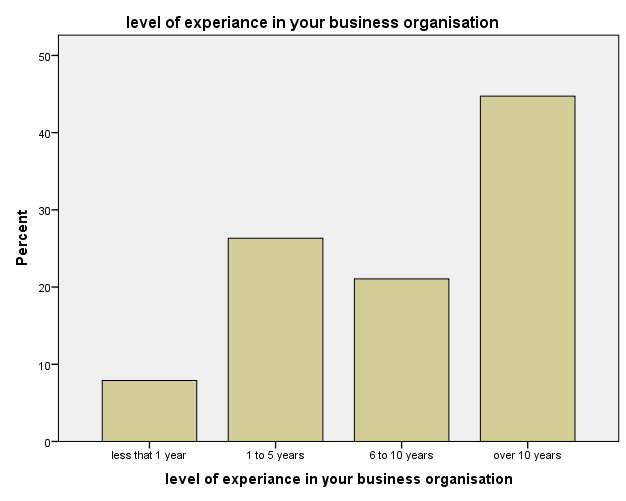 level of experiance in your business organisation
50
40
30
20
10
0
Percent
less that 1 year
1 to 5 years
6 to 10 years
over 10 years
level of experiance in your business organisation